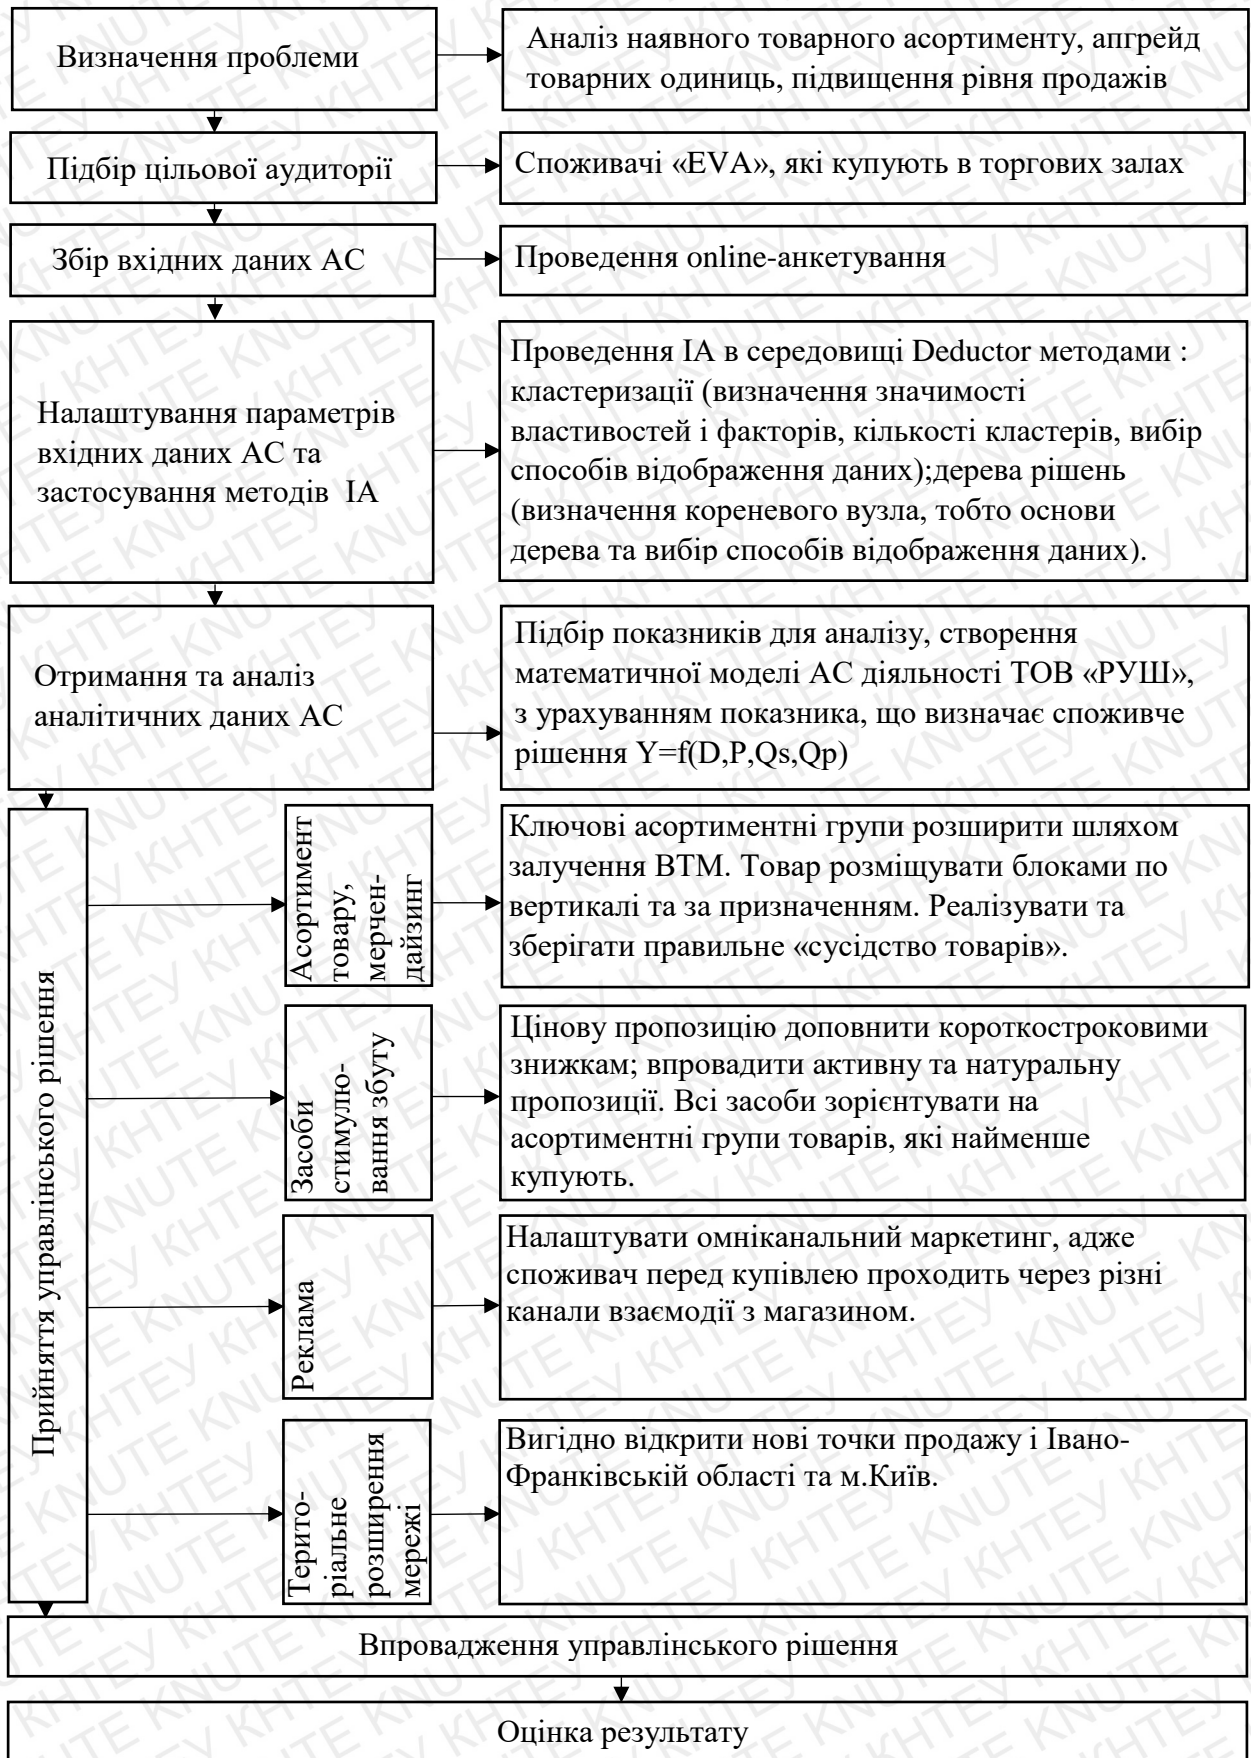 Визначення проблеми
Аналіз наявного товарного асортименту, апгрейд
товарних одиниць, підвищення рівня продажів
Підбір цільової аудиторії
Споживачі «EVA», які купують в торгових залах
Збір вхідних даних АС
Проведення online-анкетування
Налаштування параметрів
вхідних даних АС та
застосування методів ІА
Проведення ІА в середовищі Deductor методами :
кластеризації (визначення значимості
властивостей і факторів, кількості кластерів, вибір
способів відображення даних);дерева рішень
(визначення кореневого вузла, тобто основи
дерева та вибір способів відображення даних).
Отримання та аналіз
аналітичних даних АС
Підбір показників для аналізу, створення
математичної моделі АС діяльності ТОВ «РУШ»,
з урахуванням показника, що визначає споживче
рішення Y=f(D,P,Qs,Qp)
Прийняття управлінського рішення
Асортимент
товару,
мерчен-
дайзинг
Ключові асортиментні групи розширити шляхом
залучення ВТМ. Товар розміщувати блоками по
вертикалі та за призначенням. Реалізувати та
зберігати правильне «сусідство товарів».
Засоби
стимулю-
вання збуту
Цінову пропозицію доповнити короткостроковими
знижкам; впровадити активну та натуральну
пропозиції. Всі засоби зорієнтувати на
асортиментні групи товарів, які найменше
купують.
Реклама
Налаштувати омніканальний маркетинг, адже
споживач перед купівлею проходить через різні
канали взаємодії з магазином.
Терито-
ріальне
розширення
мережі
Вигідно відкрити нові точки продажу і Івано-
Франківській області та м.Київ.
Впровадження управлінського рішення
Оцінка результату